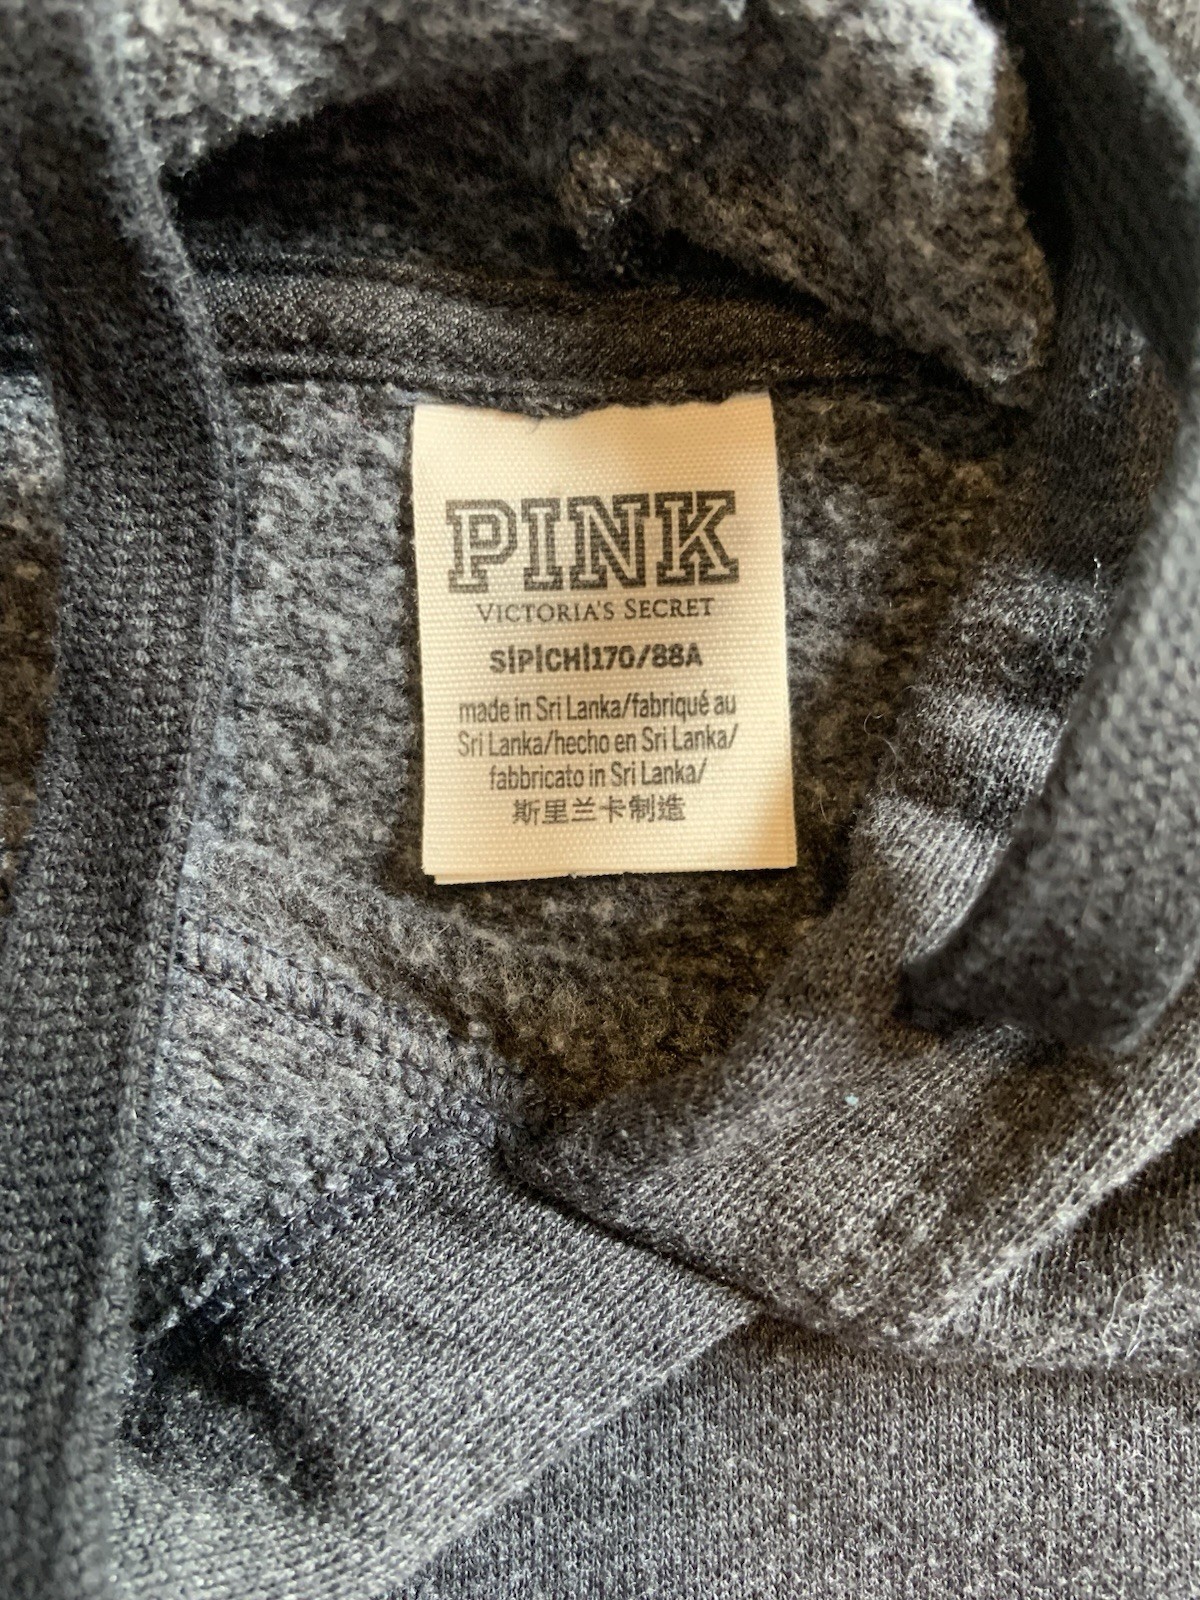 PINK
VICTORIA'S SECRET
S|P|CH|170/88A
made in Sri Lanka/fabriqué au
Sri Lanka/hecho en Sri Lanka/
fabbricato in Sri Lanka/
斯里兰卡制造